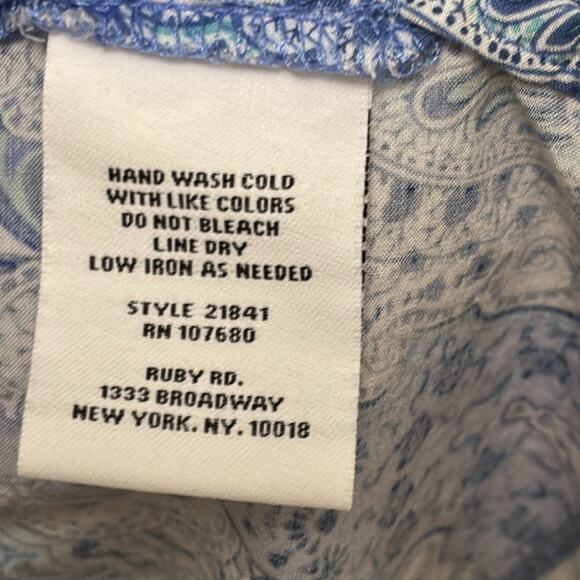 HAND WASH COLD
WITH LIKE COLORS
DO NOT BLEACH
LINE DRY
LOW IRON AS NEEDED
STYLE 21841
RN 107680
RUBY RD.
1333 BROADWAY
NEW YORK. NY. 10018